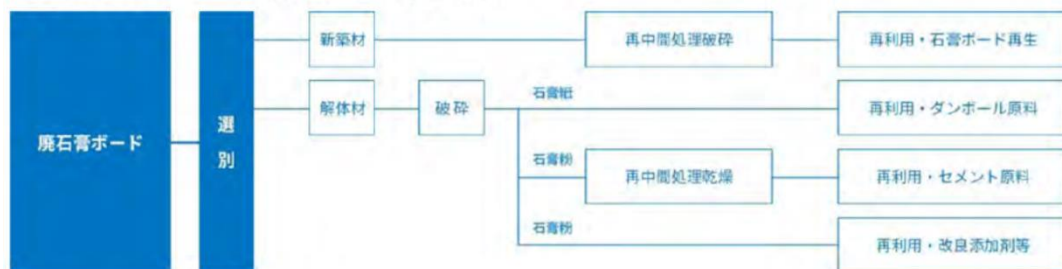 廃石膏ボード
選別
新築材
再中間処理破砕
再利用・石膏ボード再生
解体材
破砕
石膏紙
再利用・ダンボール原料
石膏粉
再中間処理乾燥
再利用・セメント原料
石膏粉
再利用・改良添加剤等